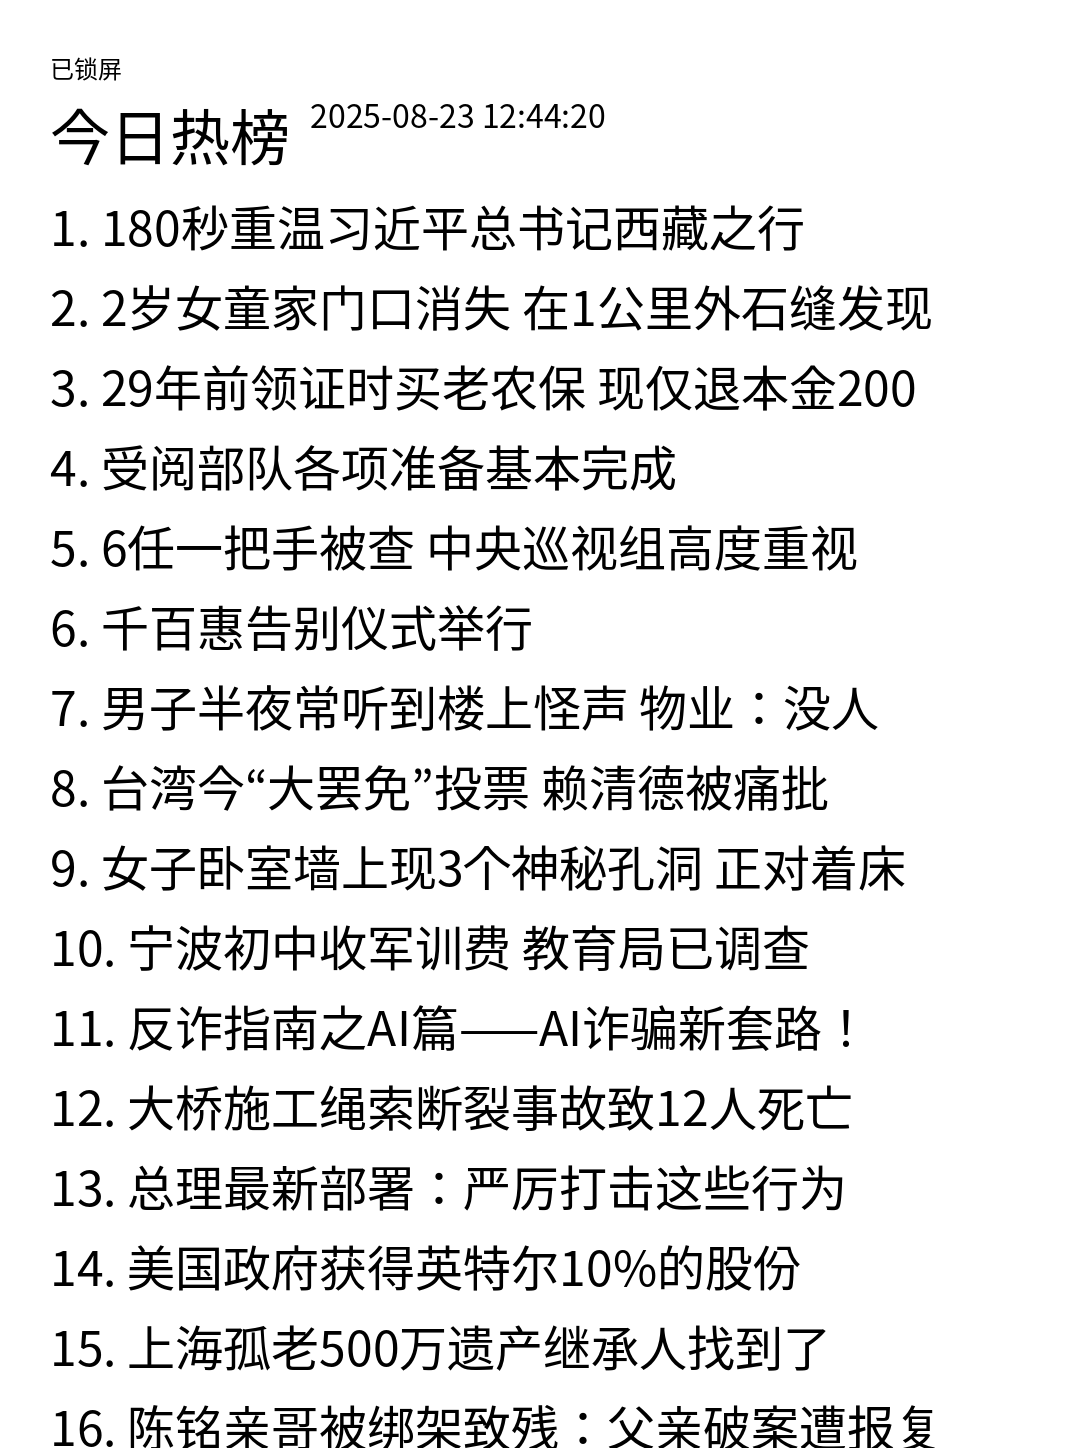 已锁屏
今日热榜 2025-08-23 12:44:20
1. 180秒重温习近平总书记西藏之行
2. 2岁女童家门口消失 在1公里外石缝发现
3. 29年前领证时买老农保 现仅退本金200
4. 受阅部队各项准备基本完成
5. 6任一把手被查 中央巡视组高度重视
6. 千百惠告别仪式举行
7. 男子半夜常听到楼上怪声 物业：没人
8. 台湾今“大罢免”投票 赖清德被痛批
9. 女子卧室墙上现3个神秘孔洞 正对着床
10. 宁波初中收军训费 教育局已调查
11. 反诈指南之AI篇——AI诈骗新套路！
12. 大桥施工绳索断裂事故致12人死亡
13. 总理最新部署：严厉打击这些行为
14. 美国政府获得英特尔10%的股份
15. 上海孤老500万遗产继承人找到了
16. 陈铭亲哥被绑架致残：父亲破案遭报复